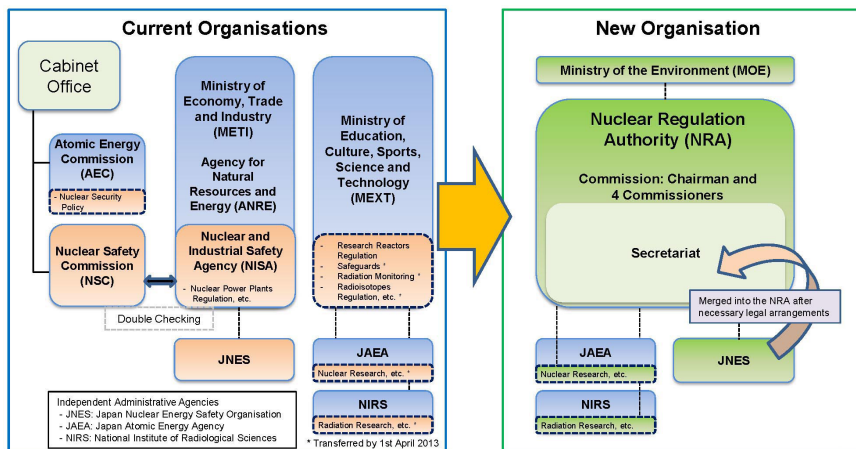 Current Organisations
Cabinet
Office
Atomic Energy
Commission
(AEC)
- Nuclear Security
Policy
Nuclear Safety
Commission
(NSC)
Double Checking
Ministry of
Economy, Trade
and Industry
(METI)
Agency for
Natural
Resources and
Energy (ANRE)
Nuclear and
Industrial Safety
Agency (NISA)
- Nuclear Power Plants
Regulation, etc.
JNES
Ministry of
Education,
Culture, Sports,
Science and
Technology
(MEXT)
- Research Reactors
Regulation
- Safeguards *
- Radiation Monitoring *
- Radioisotopes
Regulation, etc. *
JAEA
Nuclear Research, etc. *
NIRS
Radiation Research, etc. *
* Transferred by 1st April 2013
Independent Administrative Agencies
- JNES: Japan Nuclear Energy Safety Organisation
- JAEA: Japan Atomic Energy Agency
- NIRS: National Institute of Radiological Sciences
New Organisation
Ministry of the Environment (MOE)
Nuclear Regulation
Authority (NRA)
Commission: Chairman and
4 Commissioners
Secretariat
Merged into the NRA after
necessary legal arrangements
JAEA
Nuclear Research, etc.
NIRS
Radiation Research, etc.
JNES